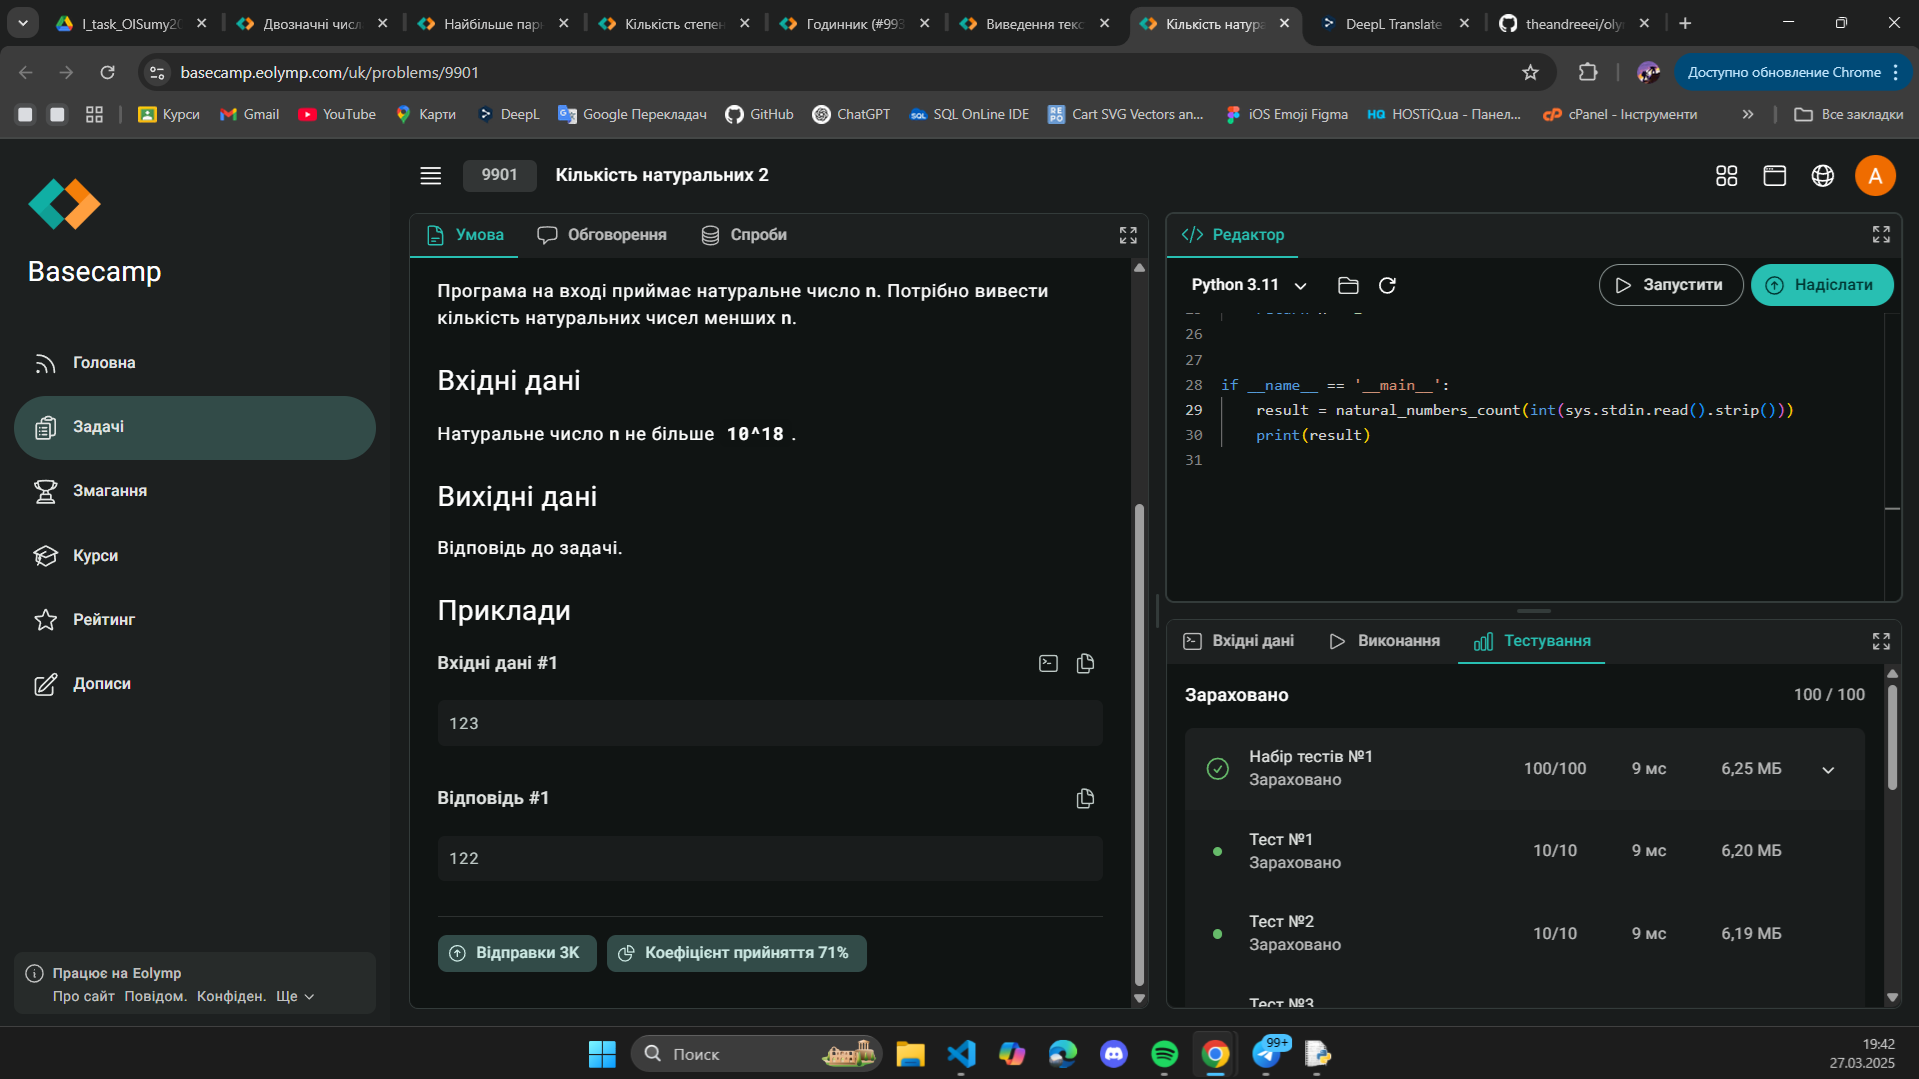 I_task_OISumy2
Двозначні числ
Найбільше пар
Кількість степен
Годинник (#993
Виведення текс
Кількість натура
DeepL Translate
theandreeei/oly
basecamp.eolymp.com/uk/problems/9901
Доступно обновление Chrome
Курси
Gmail
YouTube
Карти
DeepL
Google Перекладач
GitHub
ChatGPT
SQL OnLine IDE
Cart SVG Vectors an...
iOS Emoji Figma
HOSTiQ.ua - Панел...
cPanel - Інструменти
»
Все закладки
Basecamp
Головна
Задачі
Змагання
Курси
Рейтинг
Дописи
Працює на Eolymp
Про сайт Повідом. Конфіден. Ще
9901
Кількість натуральних 2
A
Умова
Обговорення
Спроби
Програма на вході приймає натуральне число n. Потрібно вивести
кількість натуральних чисел менших n.
Вхідні дані
Натуральне число n не більше 10^18 .
Вихідні дані
Відповідь до задачі.
Приклади
Вхідні дані #1
123
Відповідь #1
122
Відправки 3K
Коефіцієнт прийняття 71%
</> Редактор
Python 3.11
Запустити
Надіслати
26
27
28 if __name__ == '__main__':
29 result = natural_numbers_count(int(sys.stdin.read().strip()))
30 print(result)
31
Вхідні дані
Виконання
Тестування
Зараховано
100 / 100
Набір тестів №1
Зараховано
100/100
9 мс
6,25 МБ
Тест №1
Зараховано
10/10
9 мс
6,20 МБ
Тест №2
Зараховано
10/10
9 мс
6,19 МБ
Тест №3
Поиск
99+
19:42
27.03.2025